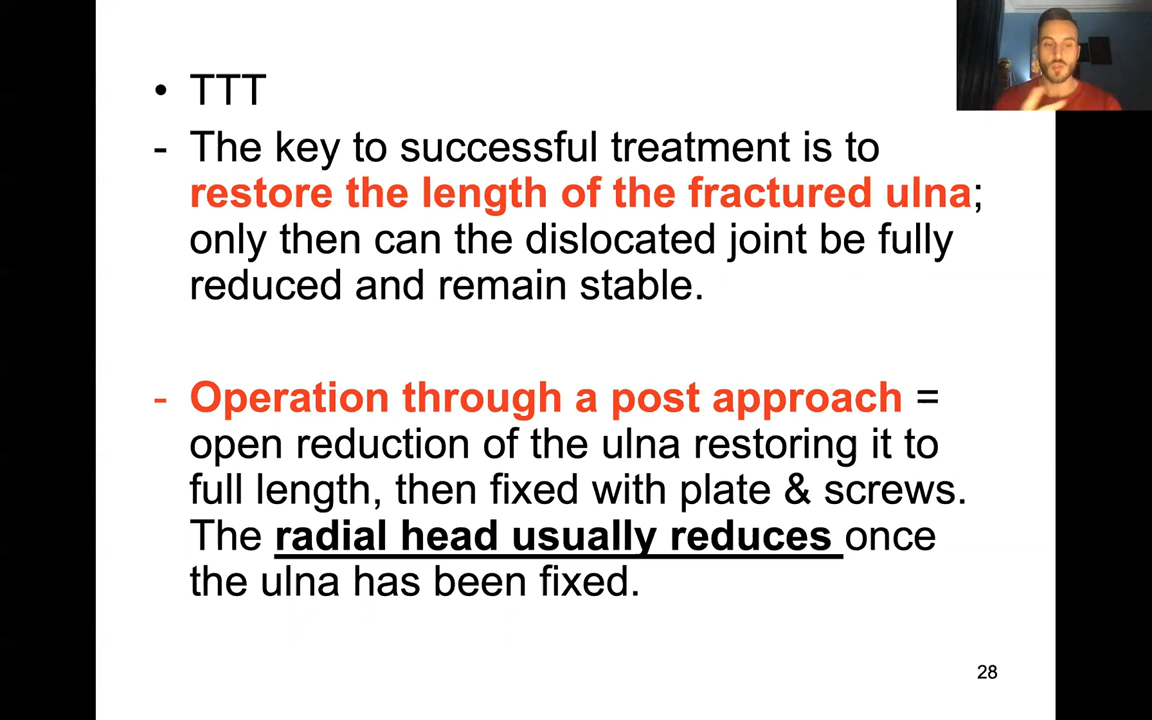 • TTT
- The key to successful treatment is to
restore the length of the fractured ulna;
only then can the dislocated joint be fully
reduced and remain stable.
- Operation through a post approach =
open reduction of the ulna restoring it to
full length, then fixed with plate & screws.
The radial head usually reduces once
the ulna has been fixed.
28